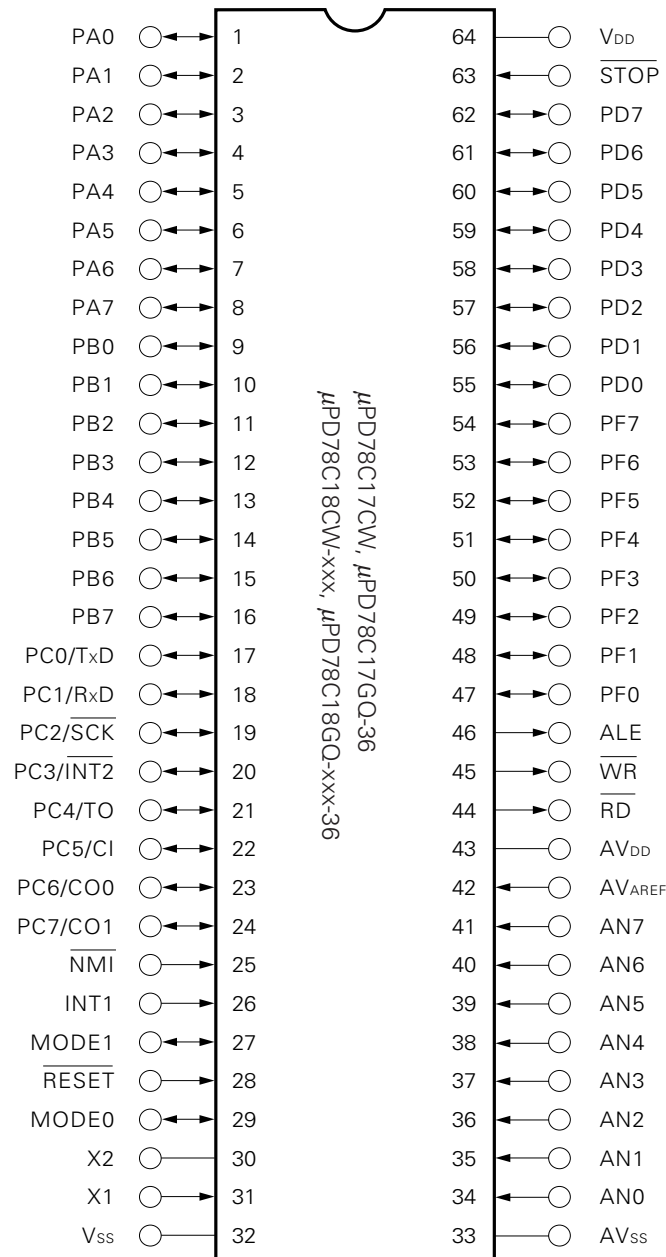 PA0 1 64 VDD
PA1 2 63 STOP
PA2 3 62 PD7
PA3 4 61 PD6
PA4 5 60 PD5
PA5 6 59 PD4
PA6 7 58 PD3
PA7 8 57 PD2
PB0 9 56 PD1
PB1 10 55 PD0
PB2 11 54 PF7
PB3 12 53 PF6
PB4 13 52 PF5
PB5 14 51 PF4
PB6 15 50 PF3
PB7 16 49 PF2
PC0/TxD 17 48 PF1
PC1/RxD 18 47 PF0
PC2/SCK 19 46 ALE
PC3/INT2 20 45 WR
PC4/TO 21 44 RD
PC5/CI 22 43 AVDD
PC6/CO0 23 42 AVAREF
PC7/CO1 24 41 AN7
NMI 25 40 AN6
INT1 26 39 AN5
MODE1 27 38 AN4
RESET 28 37 AN3
MODE0 29 36 AN2
X2 30 35 AN1
X1 31 34 AN0
VSS 32 33 AVSS
μPD78C17CW, μPD78C17GQ-36
μPD78C18CW-xxx, μPD78C18GQ-xxx-36